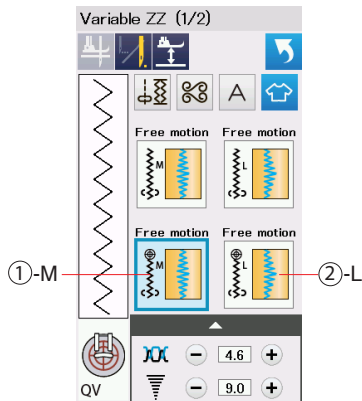 Variable ZZ (1/2)
A
Free motion Free motion
M L
Free motion Free motion
①-M M L ②-L
4.6
QV 9.0